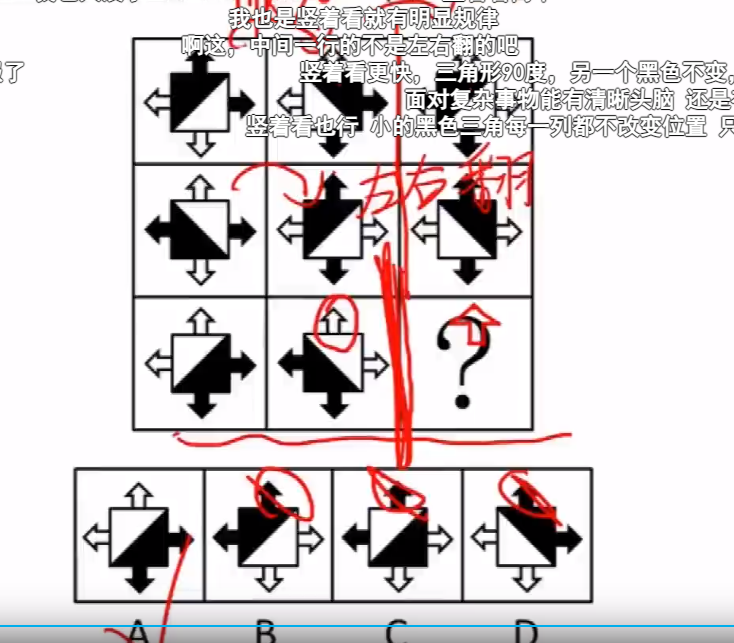 我也是竖着看就有明显规律
啊这，中间一行的不是左右翻的吧
了
竖着看更快，三角形90度，另一个黑色不变，
面对复杂事物能有清晰头脑 还是
竖着看也行 小的黑色三角每一列都不改变位置 只
左右翻
?
A B C D